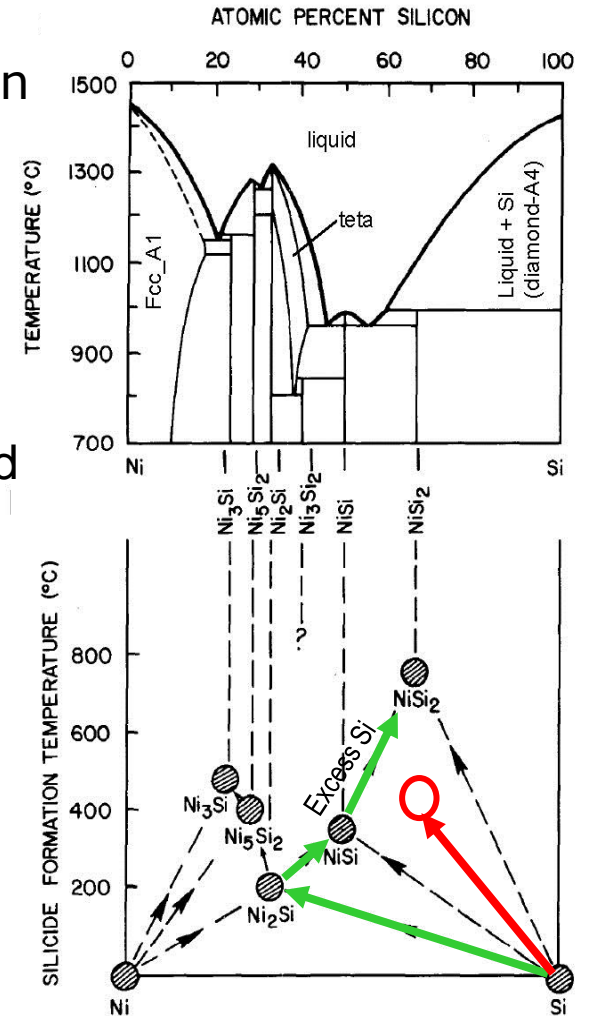 ATOMIC PERCENT SILICON
n
0 20 40 60 80 100
1500
1300
1100
900
700
TEMPERATURE (°C)
liquid
teta
Fcc_A1
Liquid + Si
(diamond-A4)
d
Ni
Si
Ni3Si
Ni5Si2
Ni2Si
Ni3Si2
NiSi
NiSi2
?
SILICIDE FORMATION TEMPERATURE (°C)
800
600
400
200
NiSi2
Excess Si
Ni3Si
Ni5Si2
NiSi
Ni2Si
Ni
Si